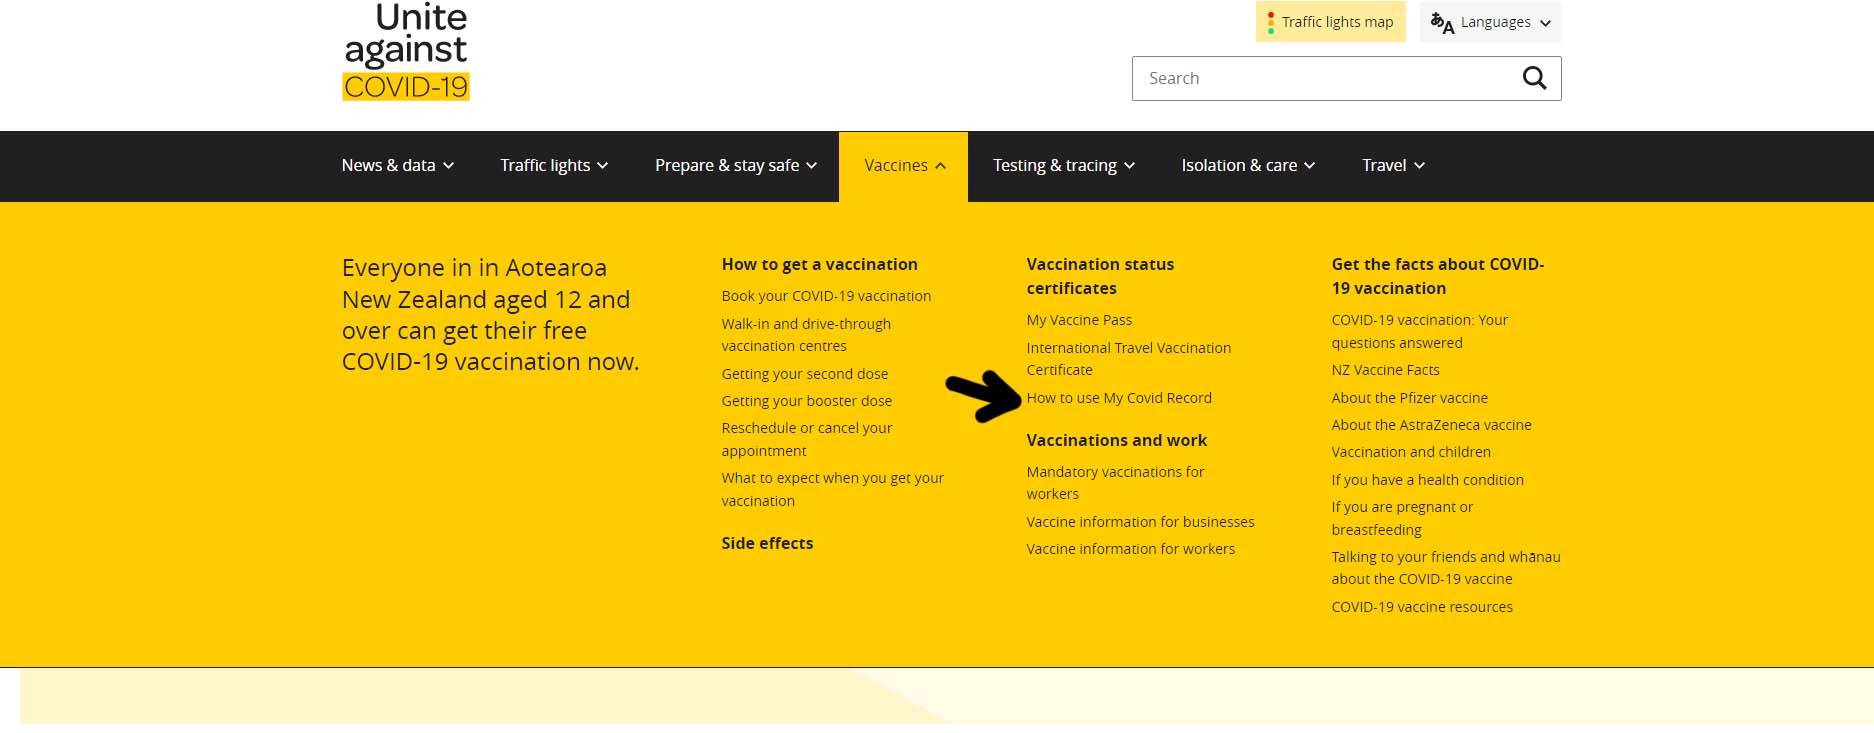 Unite
against
COVID-19
Traffic lights map
Languages
Search
News & data
Traffic lights
Prepare & stay safe
Vaccines
Testing & tracing
Isolation & care
Travel
Everyone in in Aotearoa
New Zealand aged 12 and
over can get their free
COVID-19 vaccination now.
How to get a vaccination
Book your COVID-19 vaccination
Walk-in and drive-through
vaccination centres
Getting your second dose
Getting your booster dose
Reschedule or cancel your
appointment
What to expect when you get your
vaccination
Side effects
Vaccination status
certificates
My Vaccine Pass
International Travel Vaccination
Certificate
How to use My Covid Record
Vaccinations and work
Mandatory vaccinations for
workers
Vaccine information for businesses
Vaccine information for workers
Get the facts about COVID-
19 vaccination
COVID-19 vaccination: Your
questions answered
NZ Vaccine Facts
About the Pfizer vaccine
About the AstraZeneca vaccine
Vaccination and children
If you have a health condition
If you are pregnant or
breastfeeding
Talking to your friends and whānau
about the COVID-19 vaccine
COVID-19 vaccine resources